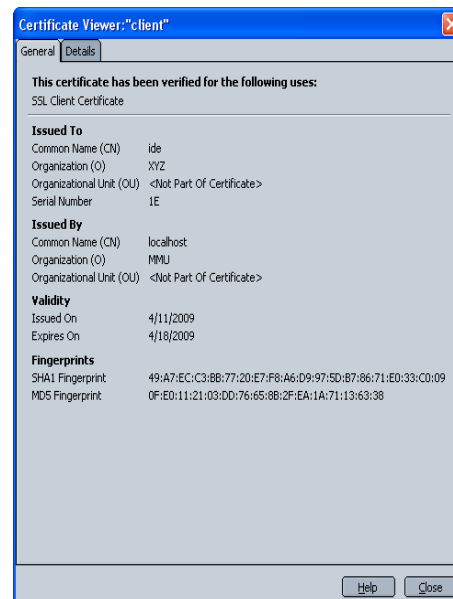 Certificate Viewer:"client"
General Details
This certificate has been verified for the following uses:
SSL Client Certificate
Issued To
Common Name (CN) ide
Organization (O) XYZ
Organizational Unit (OU) <Not Part Of Certificate>
Serial Number 1E
Issued By
Common Name (CN) localhost
Organization (O) MMU
Organizational Unit (OU) <Not Part Of Certificate>
Validity
Issued On 4/11/2009
Expires On 4/18/2009
Fingerprints
SHA1 Fingerprint 49:A7:EC:C3:BB:77:20:E7:F8:A6:D9:97:5D:B7:86:71:E0:33:C0:09
MD5 Fingerprint 0F:E0:11:21:03:DD:76:65:8B:2F:EA:1A:71:13:63:38
Help Close